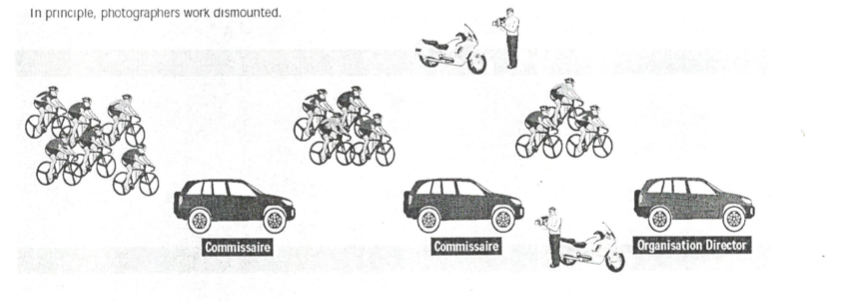 In principle, photographers work dismounted.
Commissaire
Commissaire
Organisation Director